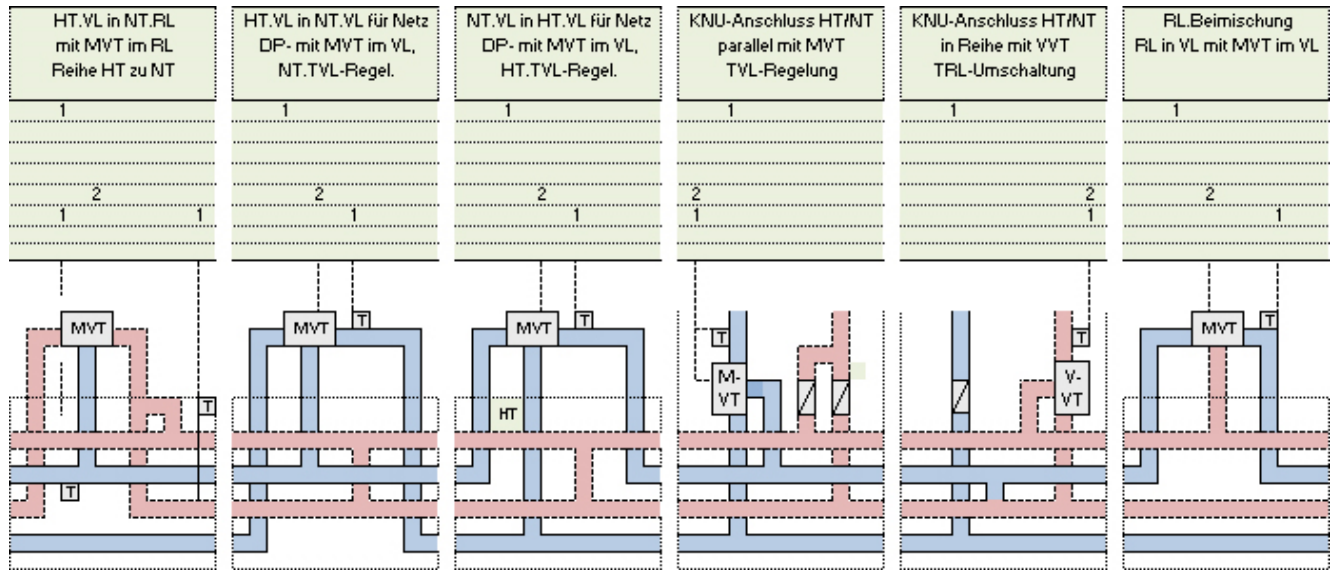 HT.VL in NT.RL
mit MVT im RL
Reihe HT zu NT
1
2
1 1
MVT
T
T
HT.VL in NT.VL für Netz
DP- mit MVT im VL,
NT.TVL-Regel.
1
2
1
MVT
T
NT.VL in HT.VL für Netz
DP- mit MVT im VL,
HT.TVL-Regel.
1
2
1
MVT
T
HT
KNU-Anschluss HT/NT
parallel mit MVT
TVL-Regelung
1
2
1
T
M-
VT
KNU-Anschluss HT/NT
in Reihe mit VVT
TRL-Umschaltung
1
2
1
T
V-
VT
RL.Beimischung
RL in VL mit MVT im VL
1
2
1
MVT
T